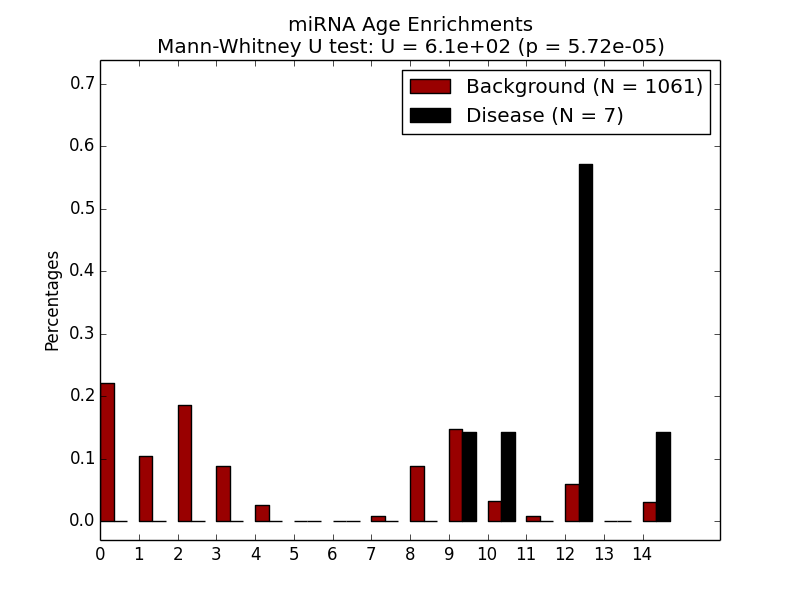 miRNA Age Enrichments
Mann-Whitney U test: U = 6.1e+02 (p = 5.72e-05)
Background (N = 1061)
Disease (N = 7)
Percentages
0.7
0.6
0.5
0.4
0.3
0.2
0.1
0.0
0 1 2 3 4 5 6 7 8 9 10 11 12 13 14